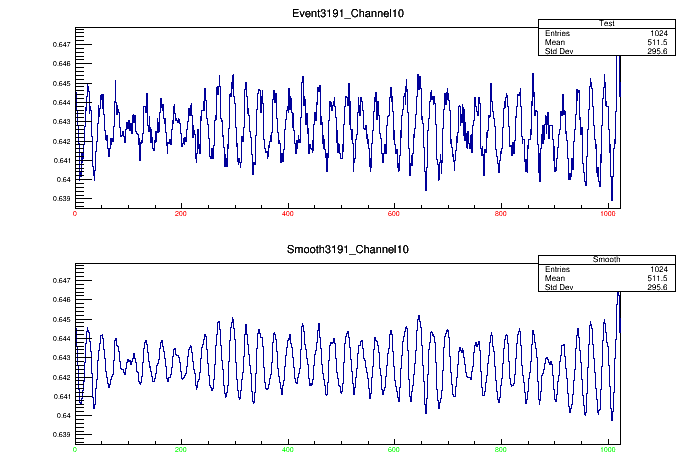 Event3191_Channel10
Test
Entries 1024
Mean 511.5
Std Dev 295.6
0.647
0.646
0.645
0.644
0.643
0.642
0.641
0.64
0.639
0 200 400 600 800 1000
Smooth3191_Channel10
Smooth
Entries 1024
Mean 511.5
Std Dev 295.6
0.647
0.646
0.645
0.644
0.643
0.642
0.641
0.64
0.639
0 200 400 600 800 1000